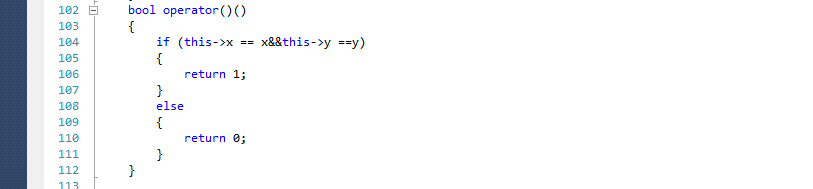 102 bool operator()()
103 {
104 if (this->x == x&&this->y ==y)
105 {
106 return 1;
107 }
108 else
109 {
110 return 0;
111 }
112 }
113